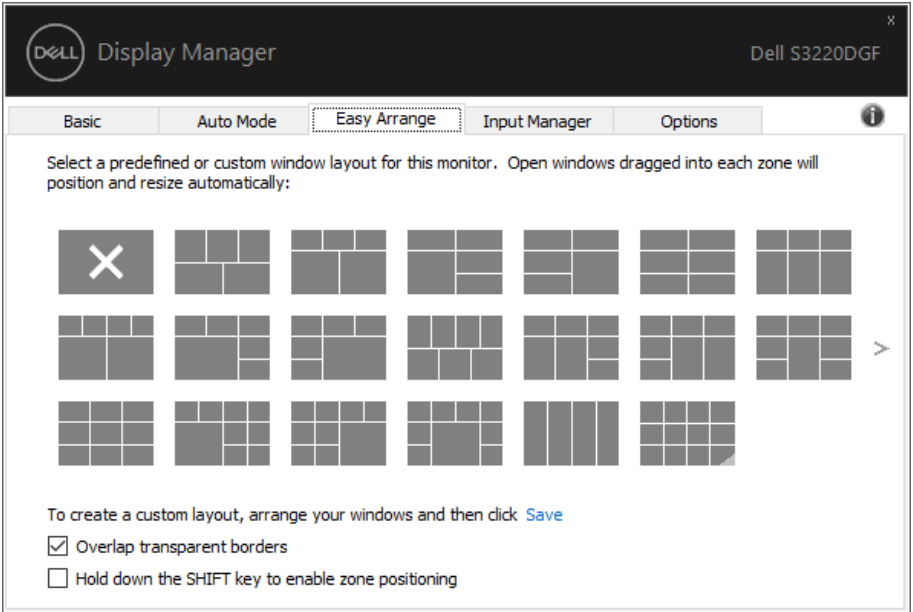 x
DELL Display Manager
Dell S3220DGF
Basic Auto Mode Easy Arrange Input Manager Options i
Select a predefined or custom window layout for this monitor. Open windows dragged into each zone will
position and resize automatically:
>
To create a custom layout, arrange your windows and then click Save
Overlap transparent borders
Hold down the SHIFT key to enable zone positioning